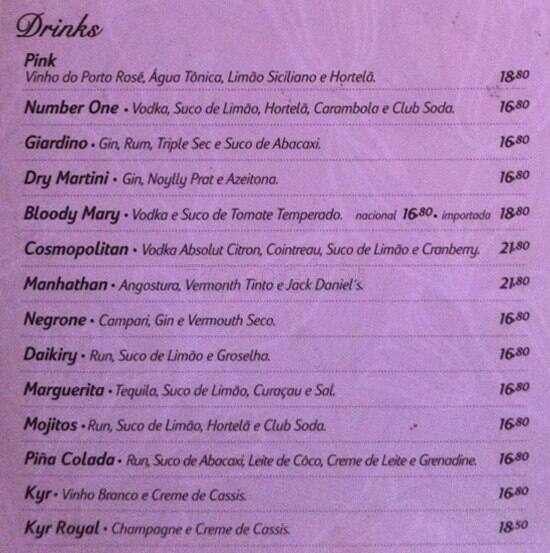 Drinks
Pink
Vinho do Porto Rosê, Água Tônica, Limão Siciliano e Hortelã. 18,80
Number One • Vodka, Suco de Limão, Hortelã, Carambola e Club Soda. 16,80
Giardino • Gin, Rum, Triple Sec e Suco de Abacaxi. 16,80
Dry Martini • Gin, Noylly Prat e Azeitona. 16,80
Bloody Mary • Vodka e Suco de Tomate Temperado. nacional 16,80 • importada 18,80
Cosmopolitan • Vodka Absolut Citron, Cointreau, Suco de Limão e Cranberry. 21,80
Manhathan • Angostura, Vermonth Tinto e Jack Daniel's. 21,80
Negrone • Campari, Gin e Vermouth Seco. 16,80
Daikiry • Run, Suco de Limão e Groselha. 16,80
Marguerita • Tequila, Suco de Limão, Curaçau e Sal. 16,80
Mojitos • Run, Suco de Limão, Hortelã e Club Soda. 16,80
Piña Colada • Run, Suco de Abacaxi, Leite de Côco, Creme de Leite e Grenadine. 16,80
Kyr • Vinho Branco e Creme de Cassis. 16,80
Kyr Royal • Champagne e Creme de Cassis. 18,50